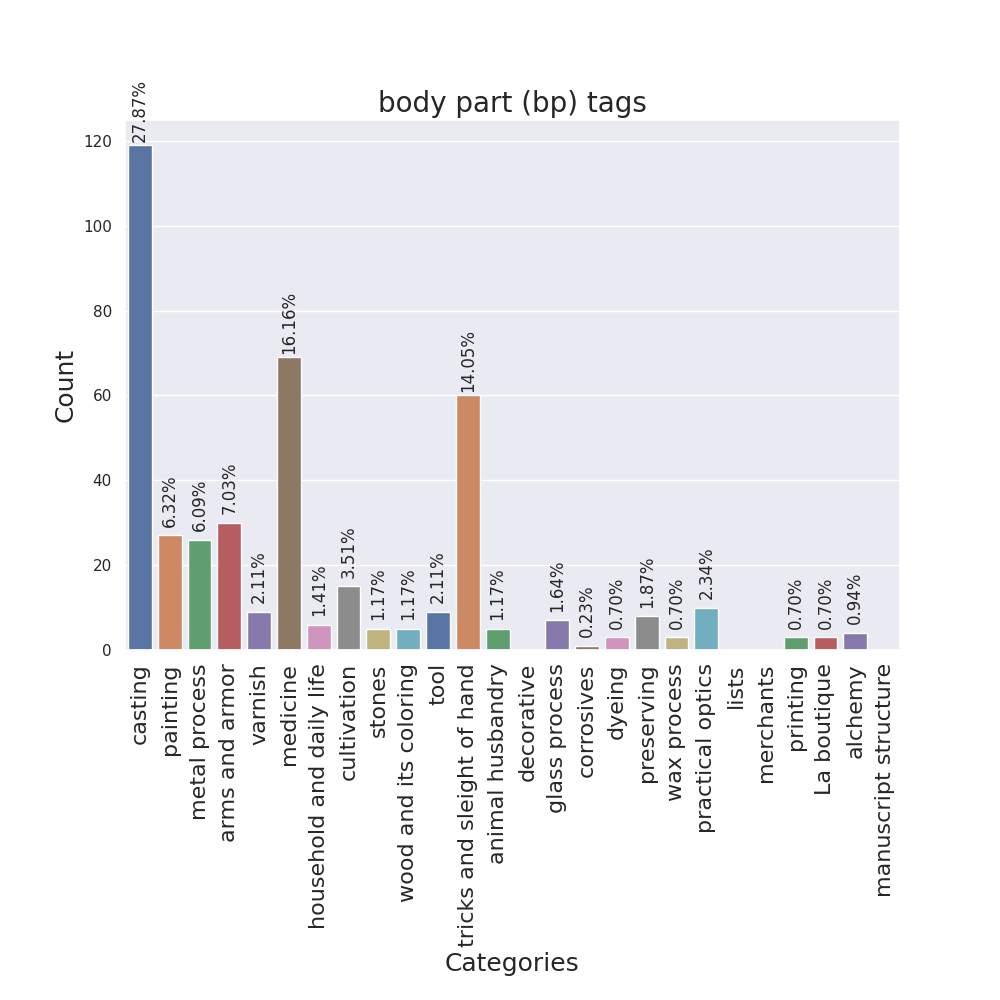 body part (bp) tags
Count
120
100
80
60
40
20
0
27.87%
6.32%
6.09%
7.03%
2.11%
16.16%
1.41%
3.51%
1.17%
1.17%
2.11%
14.05%
1.17%
1.64%
0.23%
0.70%
1.87%
0.70%
2.34%
0.70%
0.70%
0.94%
casting
painting
metal process
arms and armor
varnish
medicine
household and daily life
cultivation
stones
wood and its coloring
tool
tricks and sleight of hand
animal husbandry
decorative
glass process
corrosives
dyeing
preserving
wax process
practical optics
lists
merchants
printing
La boutique
alchemy
manuscript structure
Categories